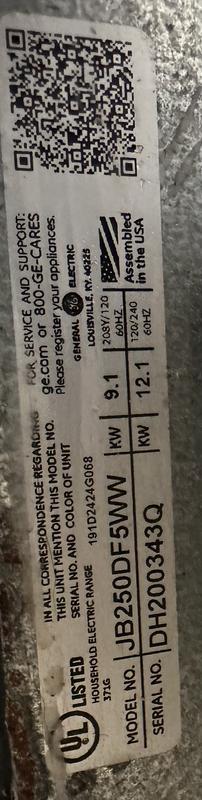 IN ALL CORRESPONDENCE REGARDING
THIS UNIT MENTION THIS MODEL NO.
SERIAL NO. AND COLOR OF UNIT
FOR SERVICE AND SUPPORT:
ge.com or 800-GE-CARES
Please register your appliances.
GENERAL GE ELECTRIC
LOUISVILLE, KY. 40225
UL LISTED
HOUSEHOLD ELECTRIC RANGE 191D2424G068
371G
MODEL NO. JB250DF5WW KW 9.1 208Y/120 60HZ
SERIAL NO. DH200343Q KW 12.1 120/240 60HZ
Assembled
in the USA